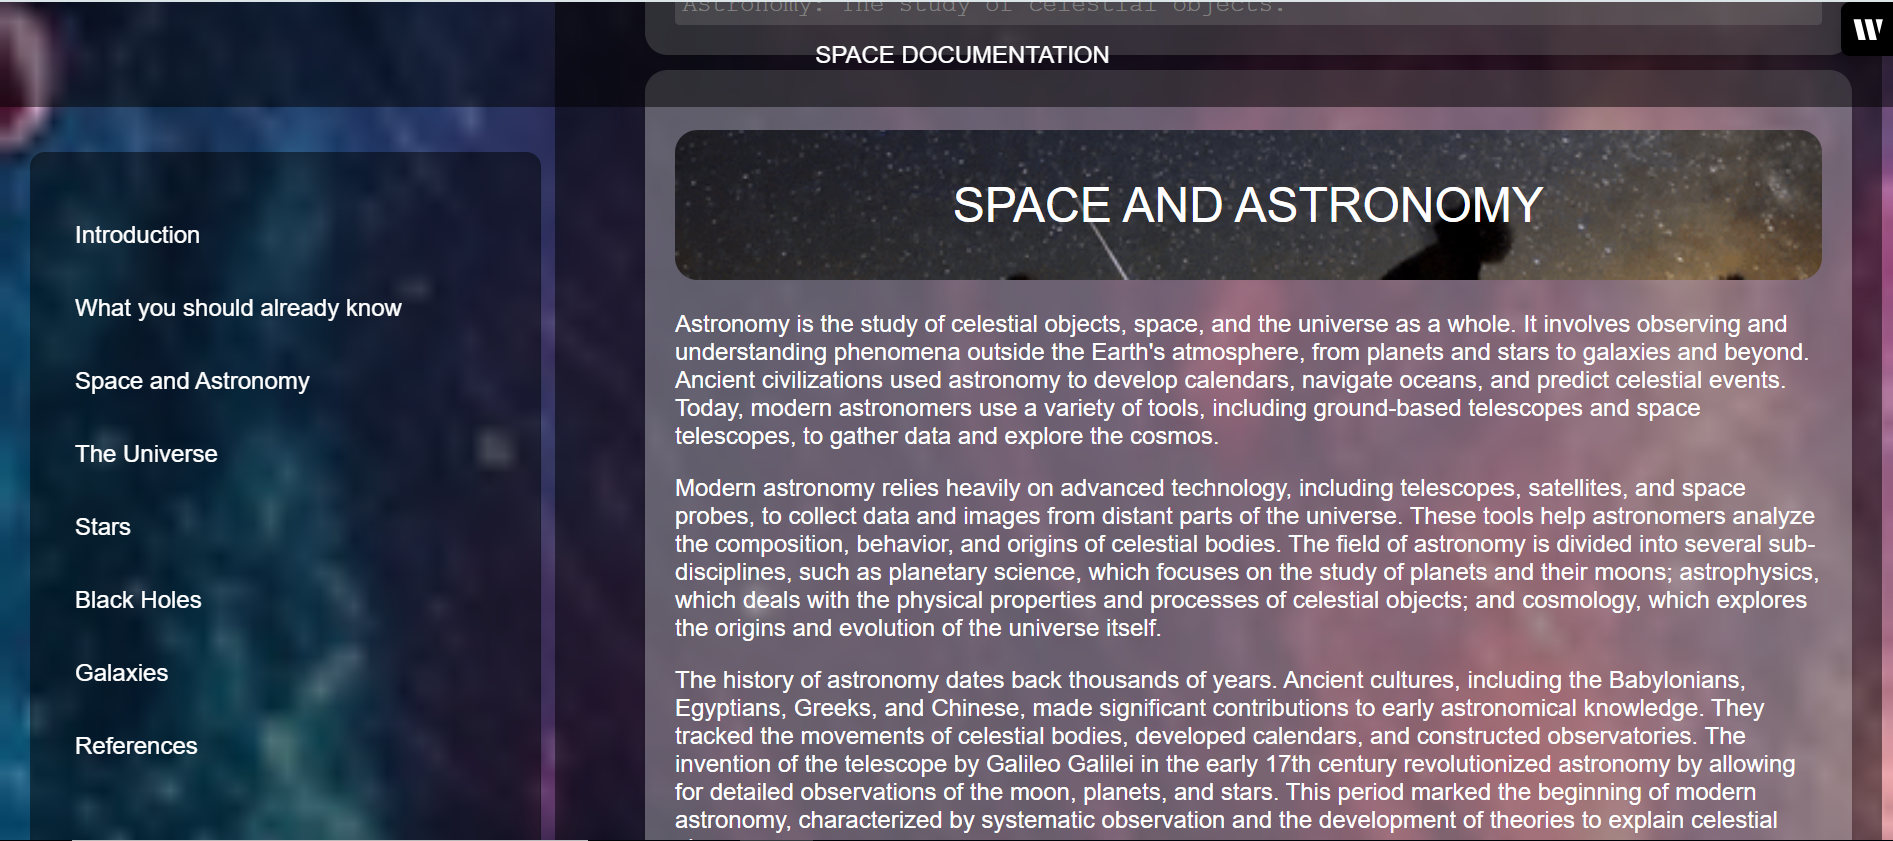 Astronomy: The study of celestial objects.
SPACE DOCUMENTATION
Introduction
What you should already know
Space and Astronomy
The Universe
Stars
Black Holes
Galaxies
References
SPACE AND ASTRONOMY
Astronomy is the study of celestial objects, space, and the universe as a whole. It involves observing and
understanding phenomena outside the Earth's atmosphere, from planets and stars to galaxies and beyond.
Ancient civilizations used astronomy to develop calendars, navigate oceans, and predict celestial events.
Today, modern astronomers use a variety of tools, including ground-based telescopes and space
telescopes, to gather data and explore the cosmos.
Modern astronomy relies heavily on advanced technology, including telescopes, satellites, and space
probes, to collect data and images from distant parts of the universe. These tools help astronomers analyze
the composition, behavior, and origins of celestial bodies. The field of astronomy is divided into several sub-
disciplines, such as planetary science, which focuses on the study of planets and their moons; astrophysics,
which deals with the physical properties and processes of celestial objects; and cosmology, which explores
the origins and evolution of the universe itself.
The history of astronomy dates back thousands of years. Ancient cultures, including the Babylonians,
Egyptians, Greeks, and Chinese, made significant contributions to early astronomical knowledge. They
tracked the movements of celestial bodies, developed calendars, and constructed observatories. The
invention of the telescope by Galileo Galilei in the early 17th century revolutionized astronomy by allowing
for detailed observations of the moon, planets, and stars. This period marked the beginning of modern
astronomy, characterized by systematic observation and the development of theories to explain celestial